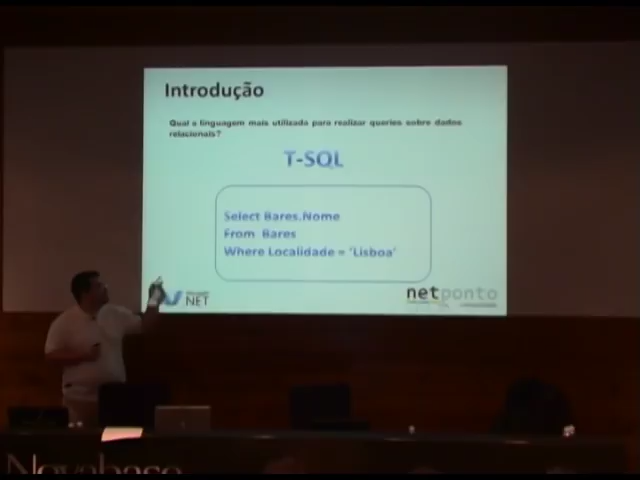 Introdução
Qual a linguagem mais utilizada para realizar queries sobre dados
relacionais?
T-SQL
Select Bares.Nome
From Bares
Where Localidade = 'Lisboa'
NET
netponto
Novabase